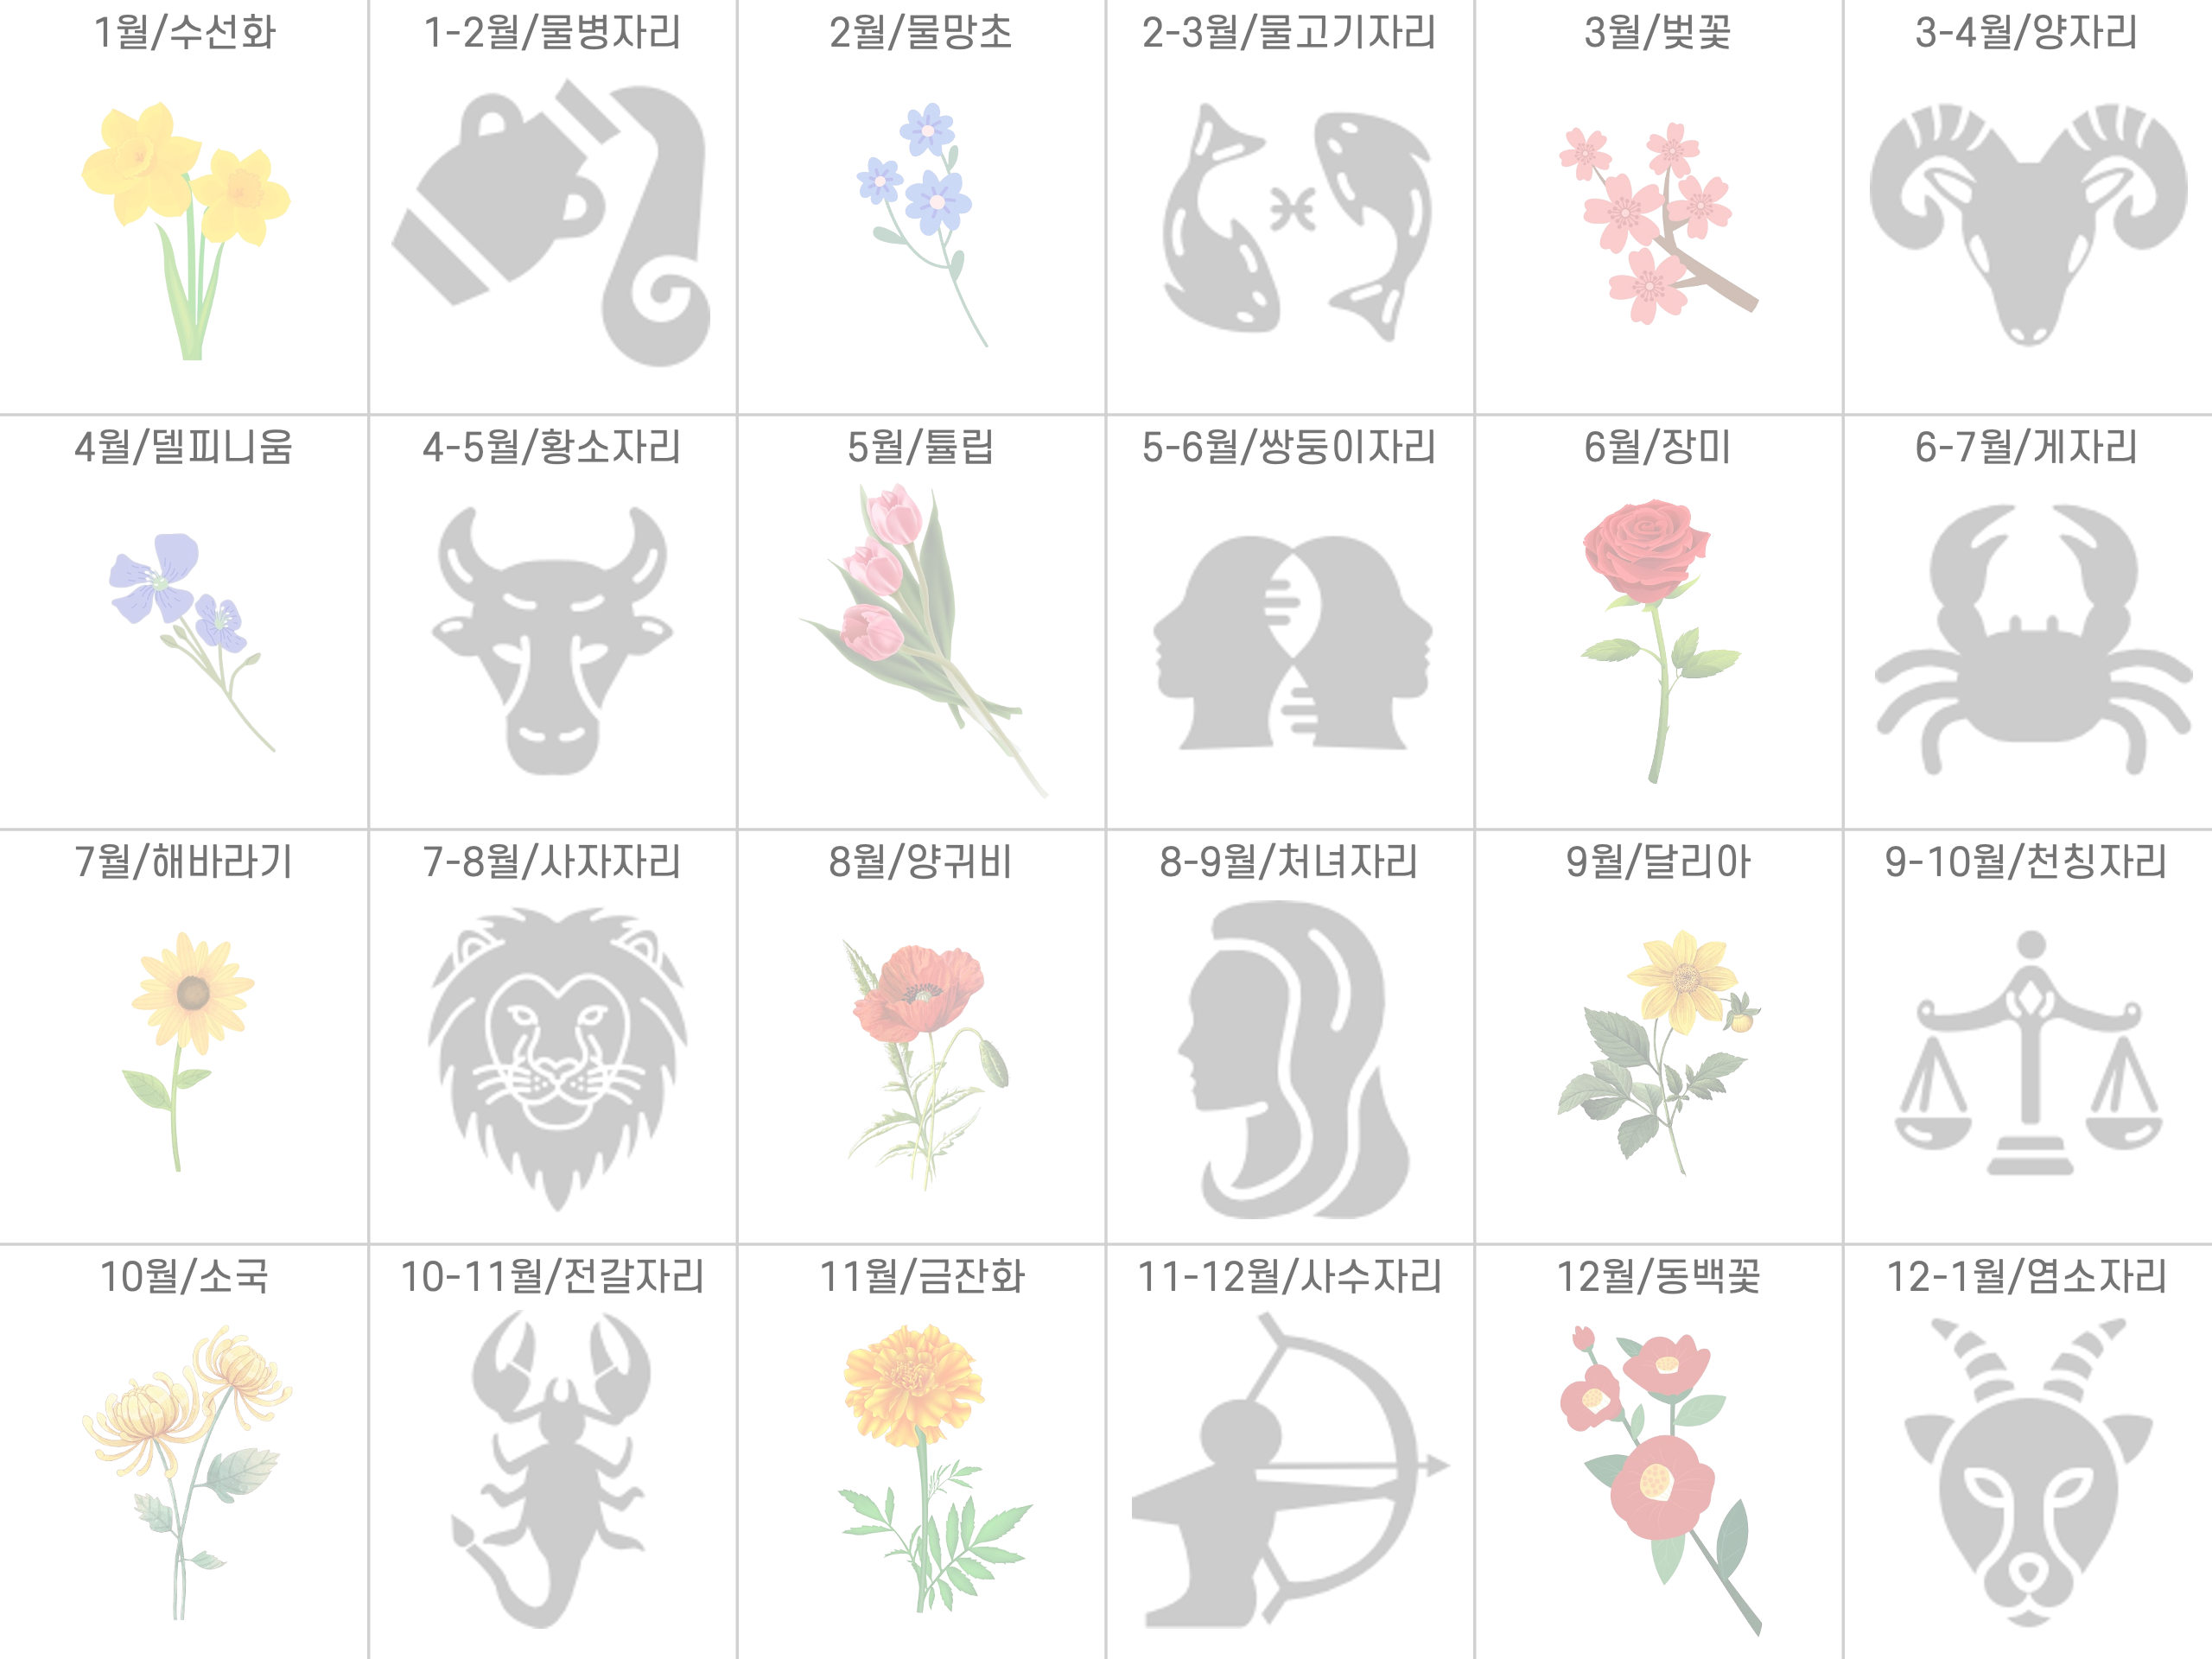 1월/수선화
1-2월/물병자리
2월/물망초
2-3월/물고기자리
3월/벚꽃
3-4월/양자리
4월/델피니움
4-5월/황소자리
5월/튤립
5-6월/쌍둥이자리
6월/장미
6-7월/게자리
7월/해바라기
7-8월/사자자리
8월/양귀비
8-9월/처녀자리
9월/달리아
9-10월/천칭자리
10월/소국
10-11월/전갈자리
11월/금잔화
11-12월/사수자리
12월/동백꽃
12-1월/염소자리